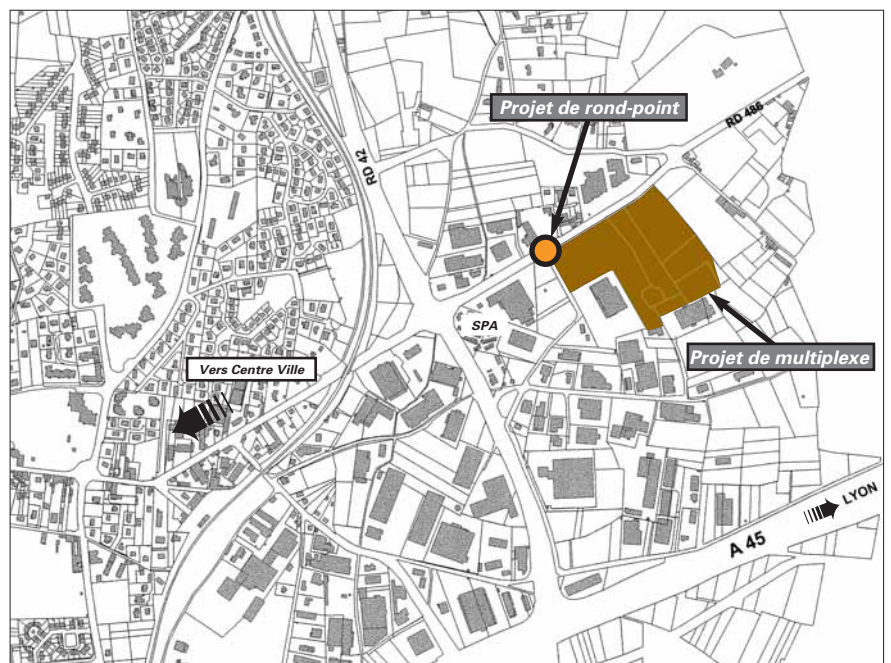 Projet de rond-point
RD 486
RD 42
SPA
Projet de multiplexe
Vers Centre Ville
LYON
A 45